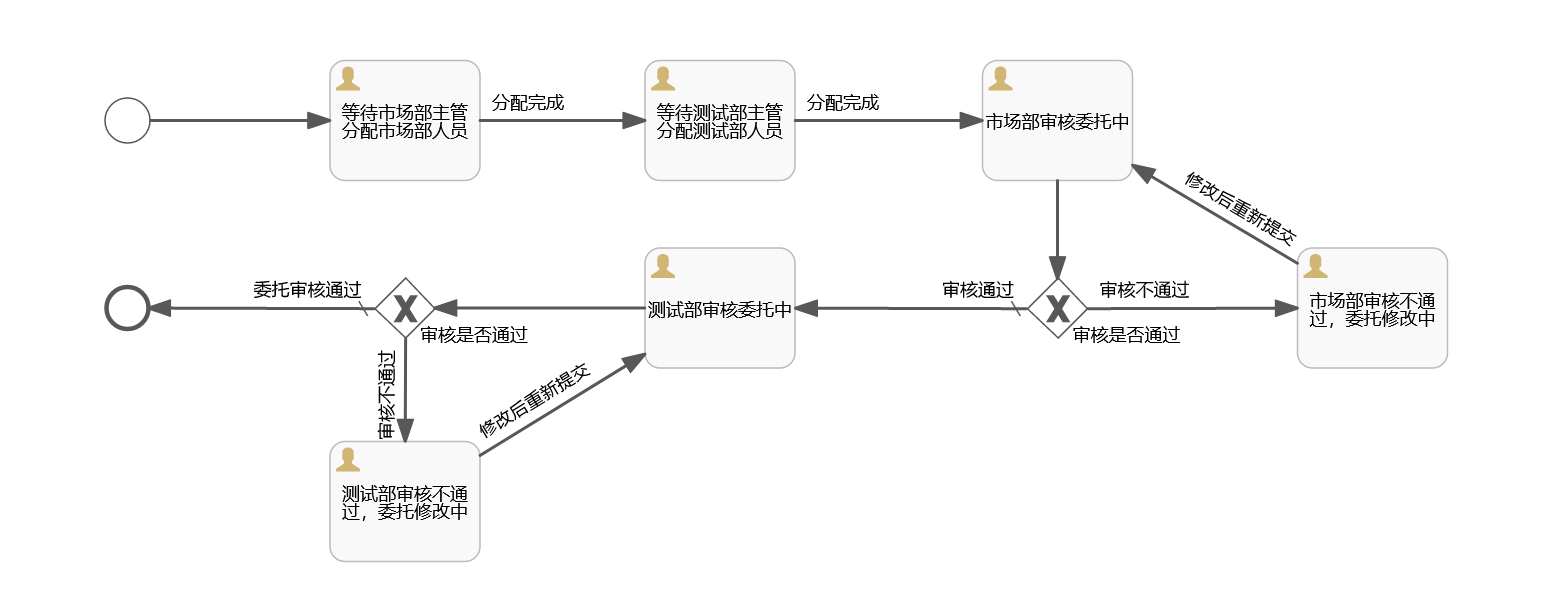 等待市场部主管
分配市场部人员
分配完成
等待测试部主管
分配测试部人员
分配完成
市场部审核委托中
修改后重新提交
委托审核通过
审核是否通过
测试部审核委托中
审核通过
审核不通过
审核是否通过
市场部审核不通
过，委托修改中
审核不通过
修改后重新提交
测试部审核不通
过，委托修改中